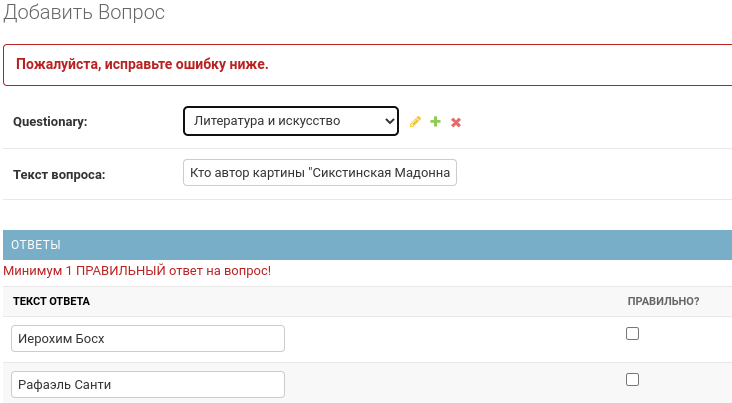 Добавить Вопрос
Пожалуйста, исправьте ошибку ниже.
Questionary: Литература и искусство
Текст вопроса: Кто автор картины "Сикстинская Мадонна
ОТВЕТЫ
Минимум 1 ПРАВИЛЬНЫЙ ответ на вопрос!
ТЕКСТ ОТВЕТА ПРАВИЛЬНО?
Иерохим Босх
Рафаэль Санти